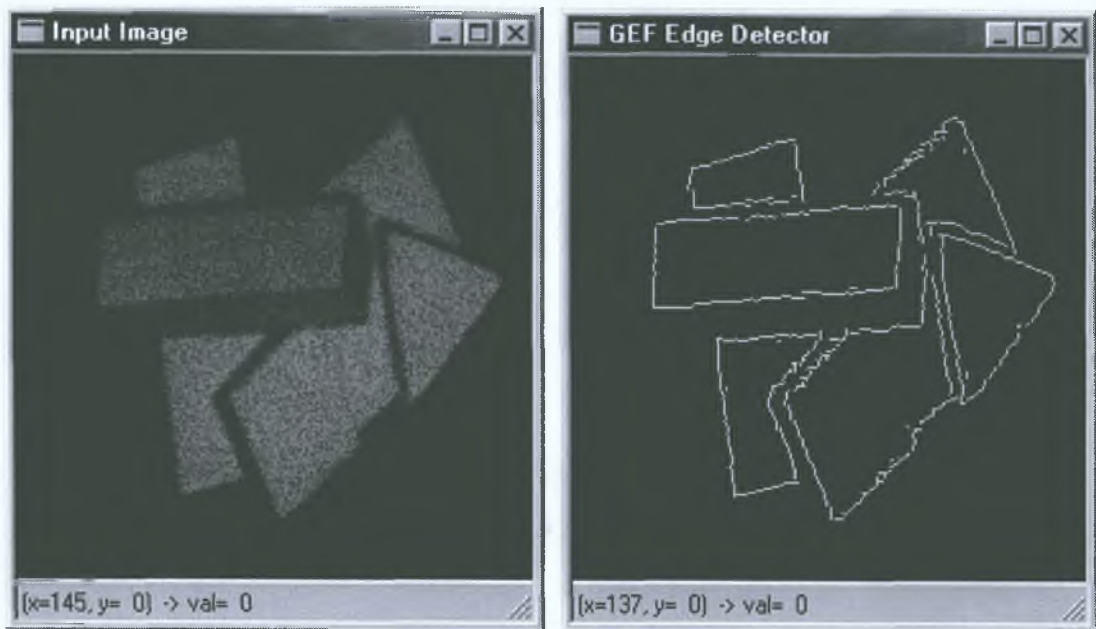 Input Image
(x=145, y= 0) -> val= 0
GEF Edge Detector
(x=137, y= 0) -> val= 0